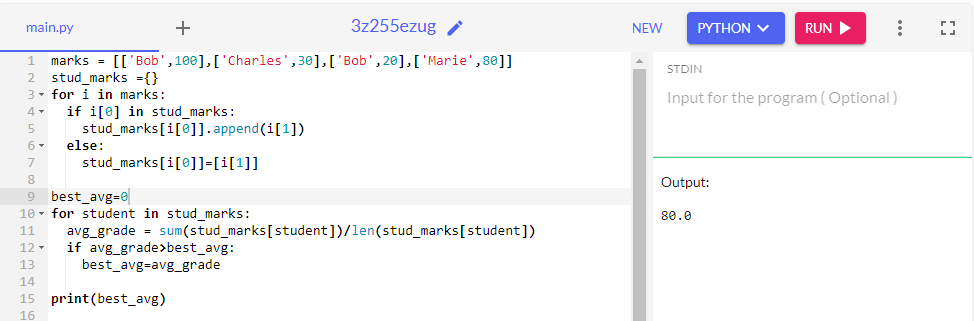 main.py + 3z255ezug NEW PYTHON RUN
1 marks = [['Bob',100],['Charles',30],['Bob',20],['Marie',80]]
2 stud_marks ={}
3 for i in marks:
4   if i[0] in stud_marks:
5     stud_marks[i[0]].append(i[1])
6   else:
7     stud_marks[i[0]]=[i[1]]
8
9 best_avg=0
10 for student in stud_marks:
11   avg_grade = sum(stud_marks[student])/len(stud_marks[student])
12   if avg_grade>best_avg:
13     best_avg=avg_grade
14
15 print(best_avg)
16
STDIN
Input for the program ( Optional )
Output:
80.0